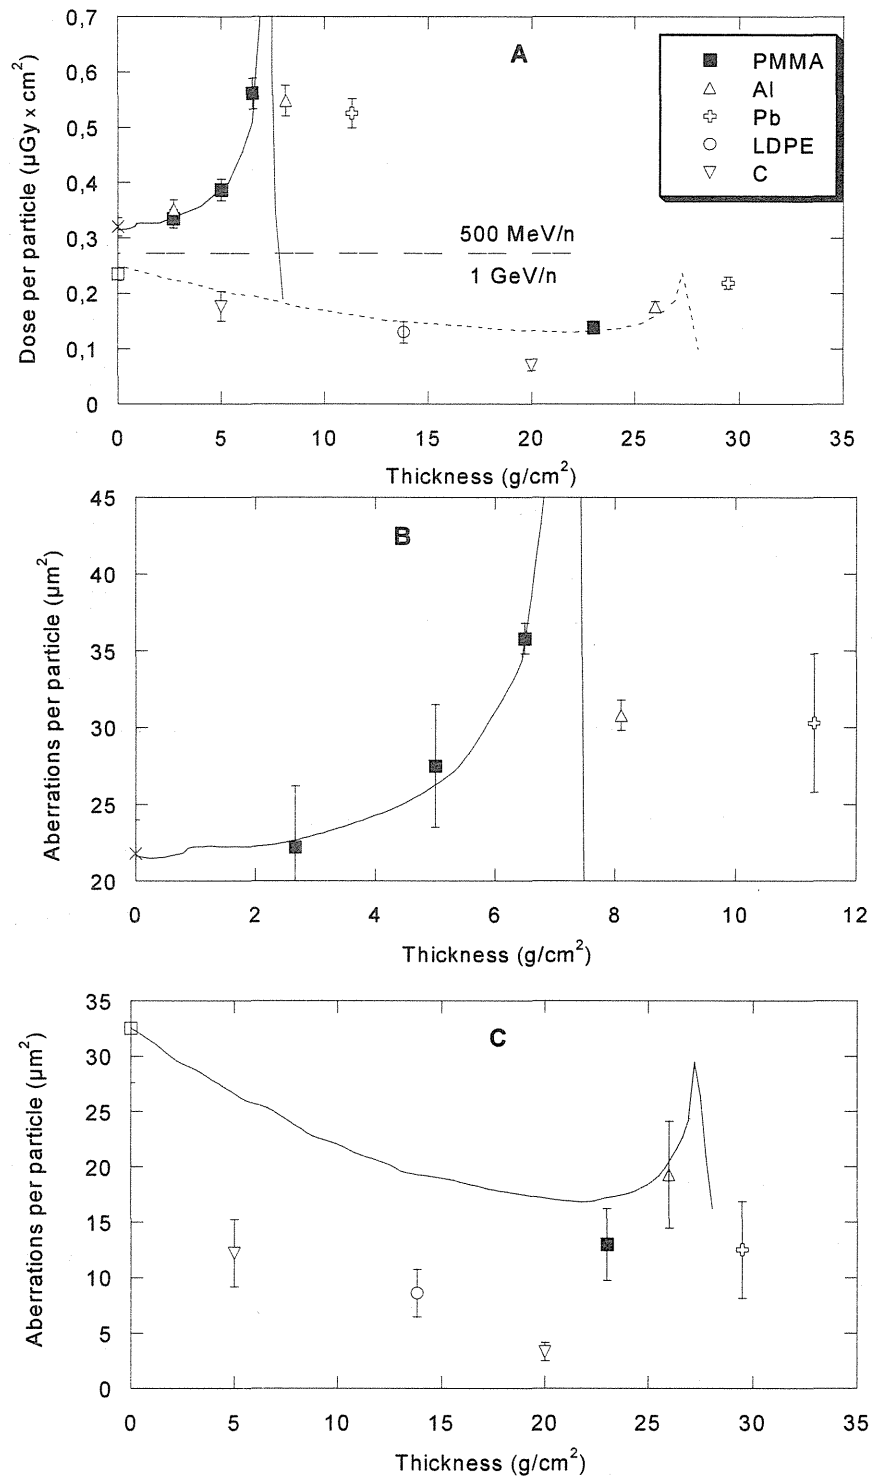 0,7
0,6
0,5
0,4
0,3
0,2
0,1
0
Dose per particle (μGy x cm²)
A
PMMA
Al
Pb
LDPE
C
500 MeV/n
1 GeV/n
0 5 10 15 20 25 30 35
Thickness (g/cm²)
45
40
35
30
25
20
Aberrations per particle (μm²)
B
0 2 4 6 8 10 12
Thickness (g/cm²)
35
30
25
20
15
10
5
0
Aberrations per particle (μm²)
C
0 5 10 15 20 25 30 35
Thickness (g/cm²)